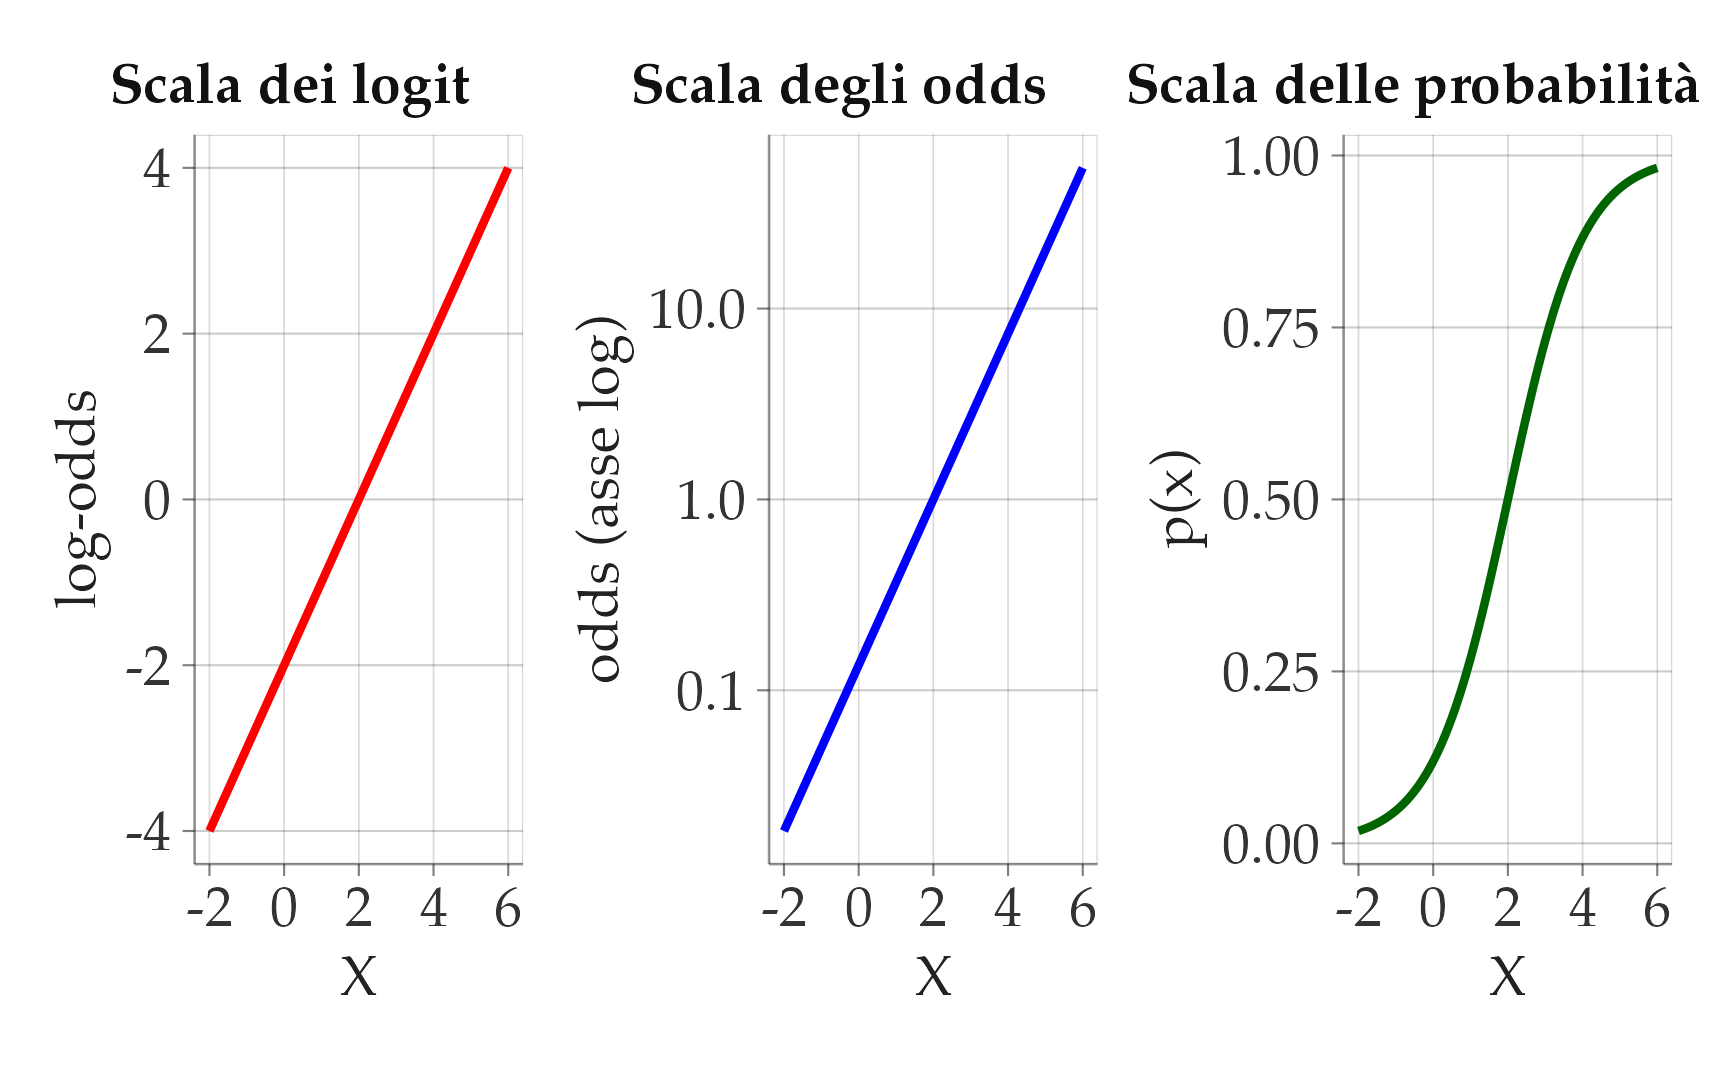 Scala dei logit
log-odds
4
2
0
-2
-4
-2 0 2 4 6
X
Scala degli odds
odds (asse log)
10.0
1.0
0.1
-2 0 2 4 6
X
Scala delle probabilità
p(x)
1.00
0.75
0.50
0.25
0.00
-2 0 2 4 6
X